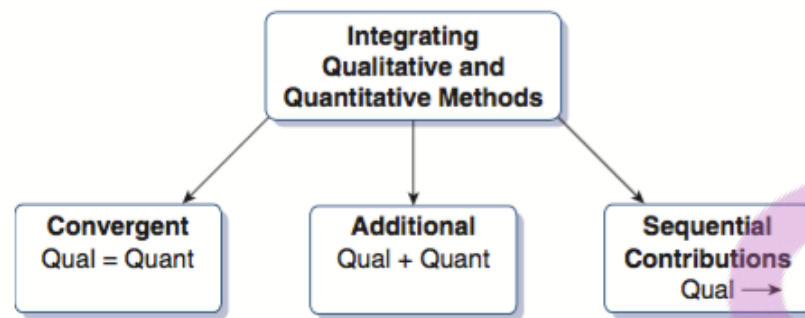 Integrating
Qualitative and
Quantitative Methods
Convergent
Qual = Quant
Additional
Qual + Quant
Sequential
Contributions
Qual →